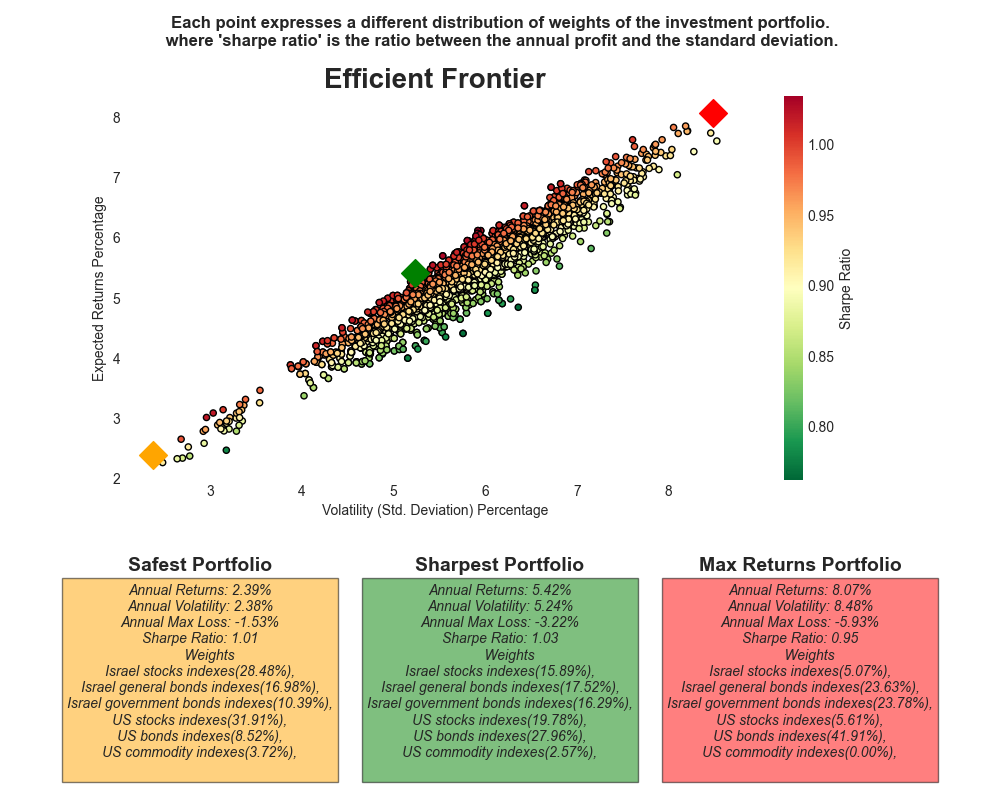 Each point expresses a different distribution of weights of the investment portfolio.
where 'sharpe ratio' is the ratio between the annual profit and the standard deviation.
Efficient Frontier
Expected Returns Percentage
8
7
6
5
4
3
2
3 4 5 6 7 8
Volatility (Std. Deviation) Percentage
1.00
0.95
0.90
0.85
0.80
Sharpe Ratio
Safest Portfolio
Annual Returns: 2.39%
Annual Volatility: 2.38%
Annual Max Loss: -1.53%
Sharpe Ratio: 1.01
Weights
Israel stocks indexes(28.48%),
Israel general bonds indexes(16.98%),
Israel government bonds indexes(10.39%),
US stocks indexes(31.91%),
US bonds indexes(8.52%),
US commodity indexes(3.72%),
Sharpest Portfolio
Annual Returns: 5.42%
Annual Volatility: 5.24%
Annual Max Loss: -3.22%
Sharpe Ratio: 1.03
Weights
Israel stocks indexes(15.89%),
Israel general bonds indexes(17.52%),
Israel government bonds indexes(16.29%),
US stocks indexes(19.78%),
US bonds indexes(27.96%),
US commodity indexes(2.57%),
Max Returns Portfolio
Annual Returns: 8.07%
Annual Volatility: 8.48%
Annual Max Loss: -5.93%
Sharpe Ratio: 0.95
Weights
Israel stocks indexes(5.07%),
Israel general bonds indexes(23.63%),
Israel government bonds indexes(23.78%),
US stocks indexes(5.61%),
US bonds indexes(41.91%),
US commodity indexes(0.00%),